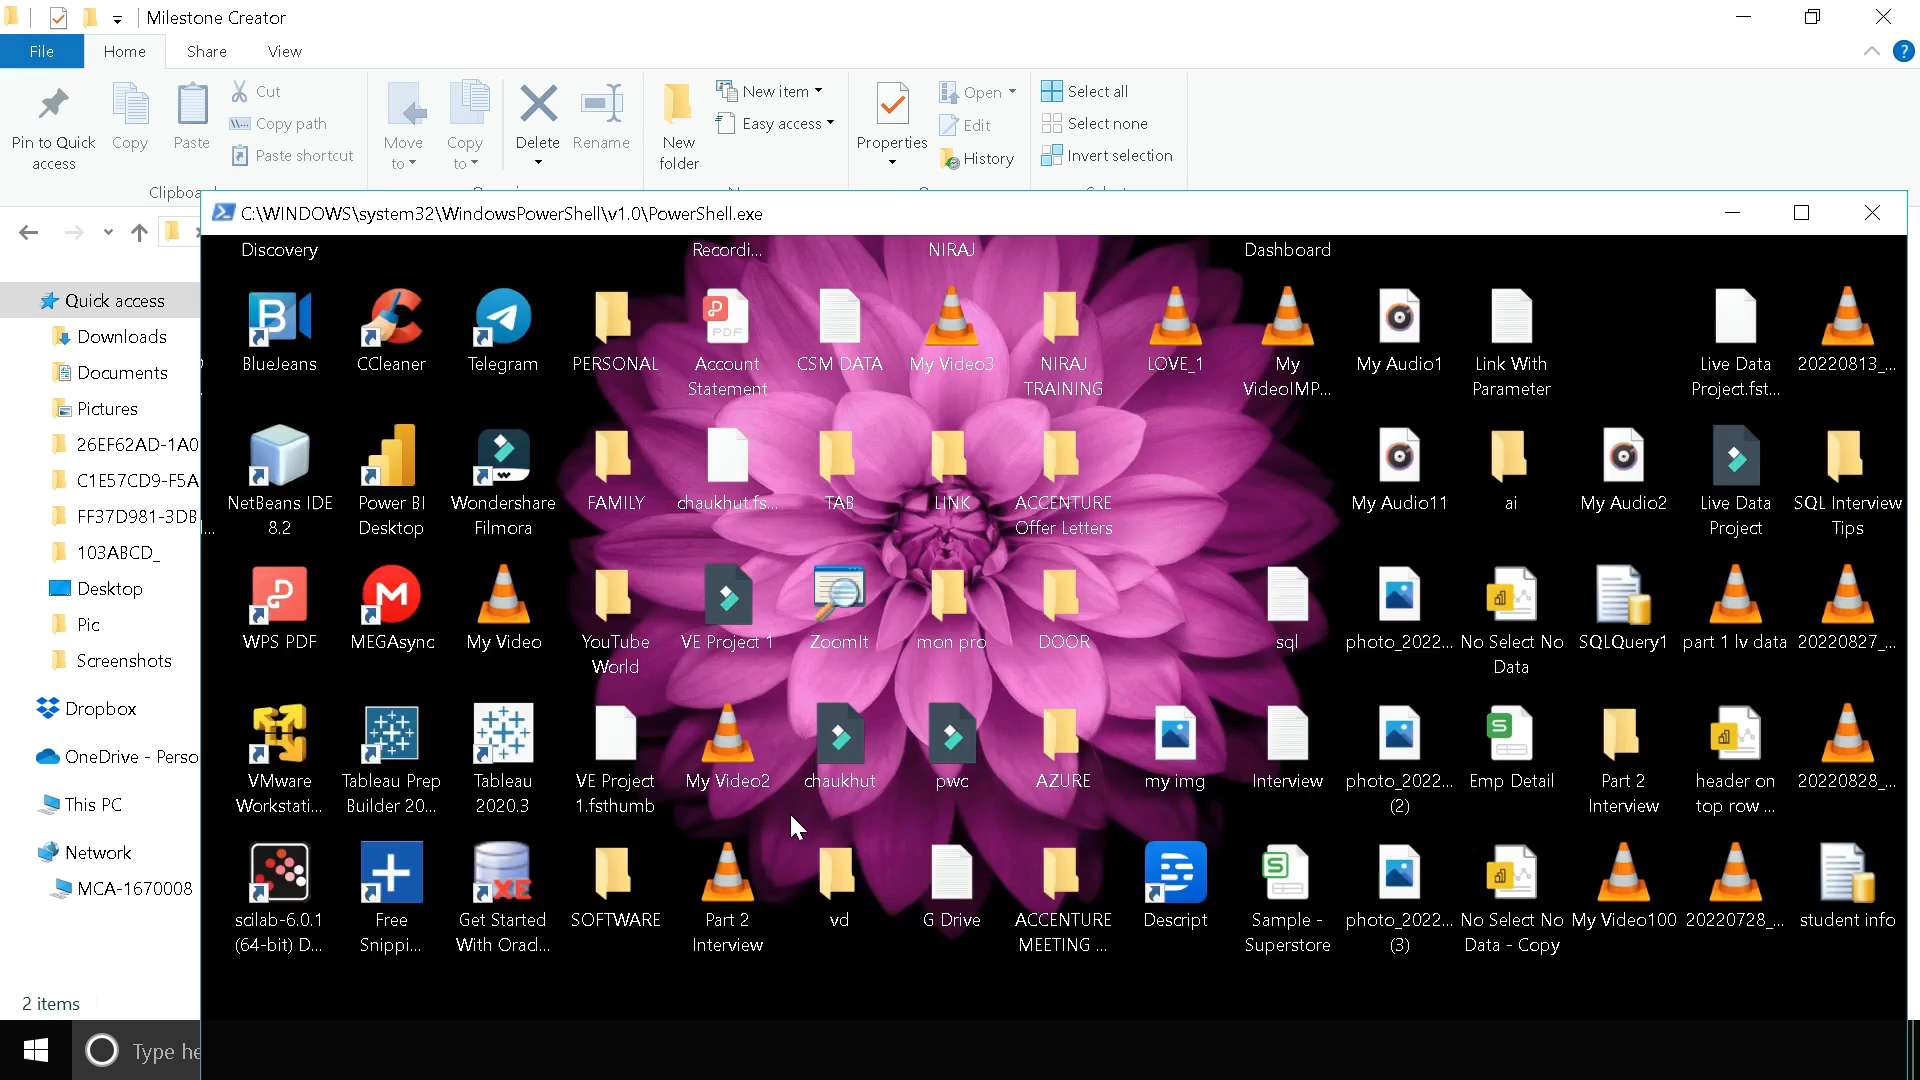 Milestone Creator
File
Home
Share
View
Pin to Quick
access
Copy
Paste
Cut
Copy path
Paste shortcut
Move
to
Copy
to
Delete
Rename
New
folder
New item
Easy access
Properties
Open
Edit
History
Select all
Select none
Invert selection
C:\WINDOWS\system32\WindowsPowerShell\v1.0\PowerShell.exe
Quick access
Downloads
Documents
Pictures
26EF62AD-1A0
C1E57CD9-F5A
FF37D981-3DB
103ABCD_
Desktop
Pic
Screenshots
Dropbox
OneDrive - Perso
This PC
Network
MCA-1670008
2 items
Type he
Discovery
Recordi...
NIRAJ
Dashboard
BlueJeans
CCleaner
Telegram
PERSONAL
Account
Statement
CSM DATA
My Video3
NIRAJ
TRAINING
LOVE_1
My
VideoIMP...
My Audio1
Link With
Parameter
Live Data
Project.fst...
20220813_...
NetBeans IDE
8.2
Power BI
Desktop
Wondershare
Filmora
FAMILY
chaukhut.fs...
TAB
LINK
ACCENTURE
Offer Letters
My Audio11
ai
My Audio2
Live Data
Project
SQL Interview
Tips
WPS PDF
MEGAsync
My Video
YouTube
World
VE Project 1
ZoomIt
mon pro
DOOR
sql
photo_2022...
No Select No
Data
SQLQuery1
part 1 lv data
20220827_...
VMware
Workstati...
Tableau Prep
Builder 20...
Tableau
2020.3
VE Project
1.fsthumb
My Video2
chaukhut
pwc
AZURE
my img
Interview
photo_2022...
(2)
Emp Detail
Part 2
Interview
header on
top row ...
20220828_...
scilab-6.0.1
(64-bit) D...
Free
Snippi...
Get Started
With Oracl...
SOFTWARE
Part 2
Interview
vd
G Drive
ACCENTURE
MEETING ...
Descript
Sample -
Superstore
photo_2022...
(3)
No Select No
Data - Copy
My Video100
20220728_...
student info